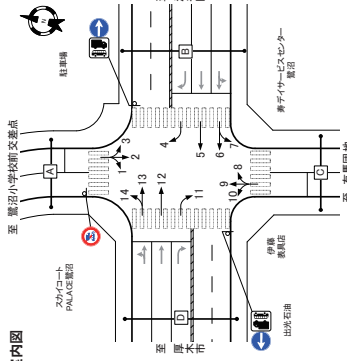 内図
至 鷺沼小学校前 交差点
N
駐車場
スカイコート
PALACE鷺沼
A
B
1
2
3
4
5
6
7
8
9
10
11
12
13
14
至
厚
木
市
D
C
寿デイサービスセンター
鷺沼
伊藤
表具店
出光石油